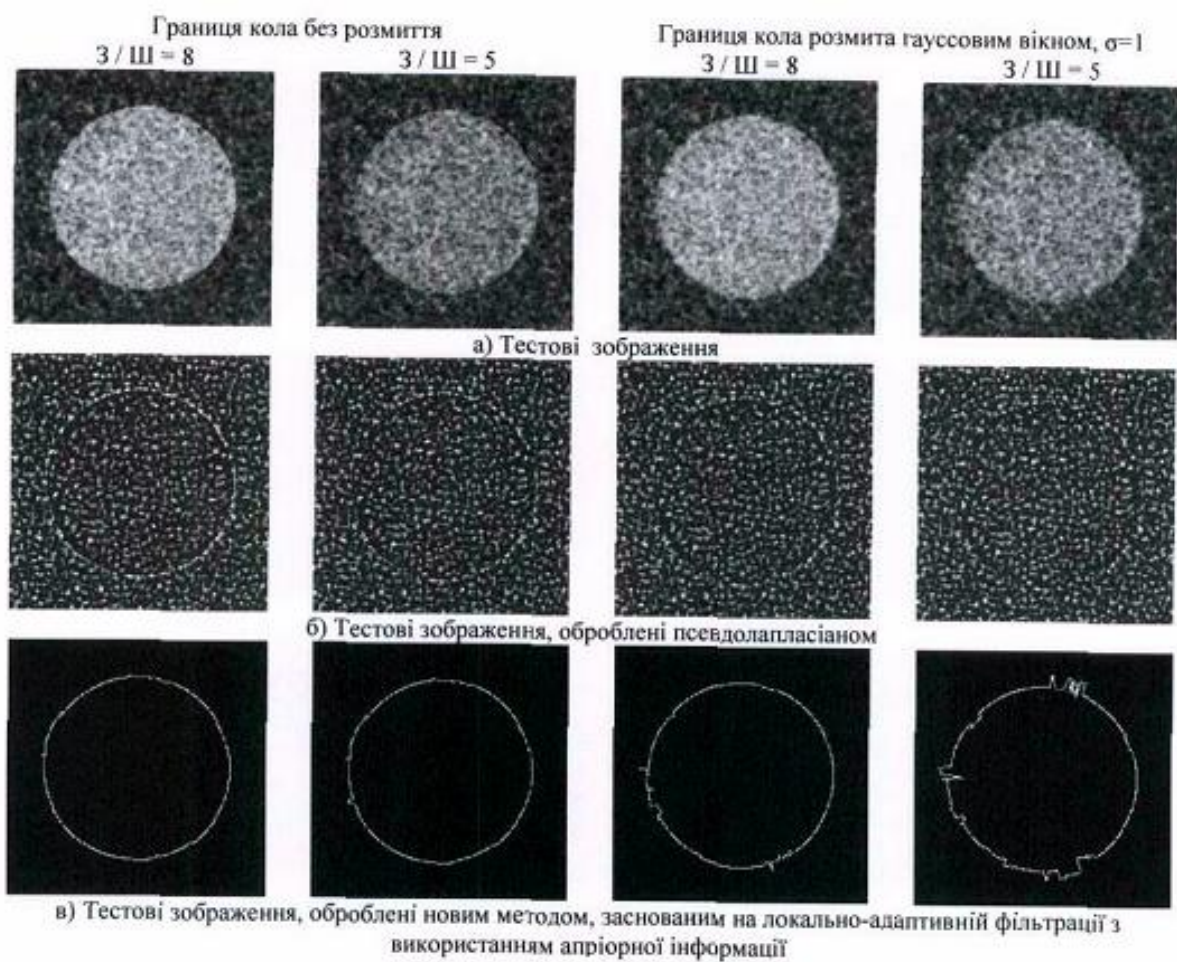 Границя кола без розмиття
З / Ш = 8
З / Ш = 5
Границя кола розмита гауссовим вікном, σ=1
З / Ш = 8
З / Ш = 5
а) Тестові зображення
б) Тестові зображення, оброблені псевдолапласіаном
в) Тестові зображення, оброблені новим методом, заснованим на локально-адаптивній фільтрації з
використанням апріорної інформації